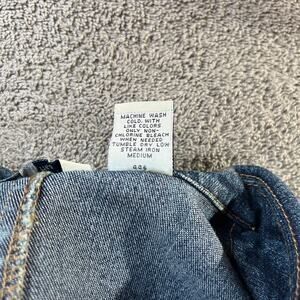 MACHINE WASH
COLD, WITH
LIKE COLORS
ONLY NON-
CHLORINE BLEACH
WHEN NEEDED
TUMBLE DRY LOW
STEAM IRON
MEDIUM